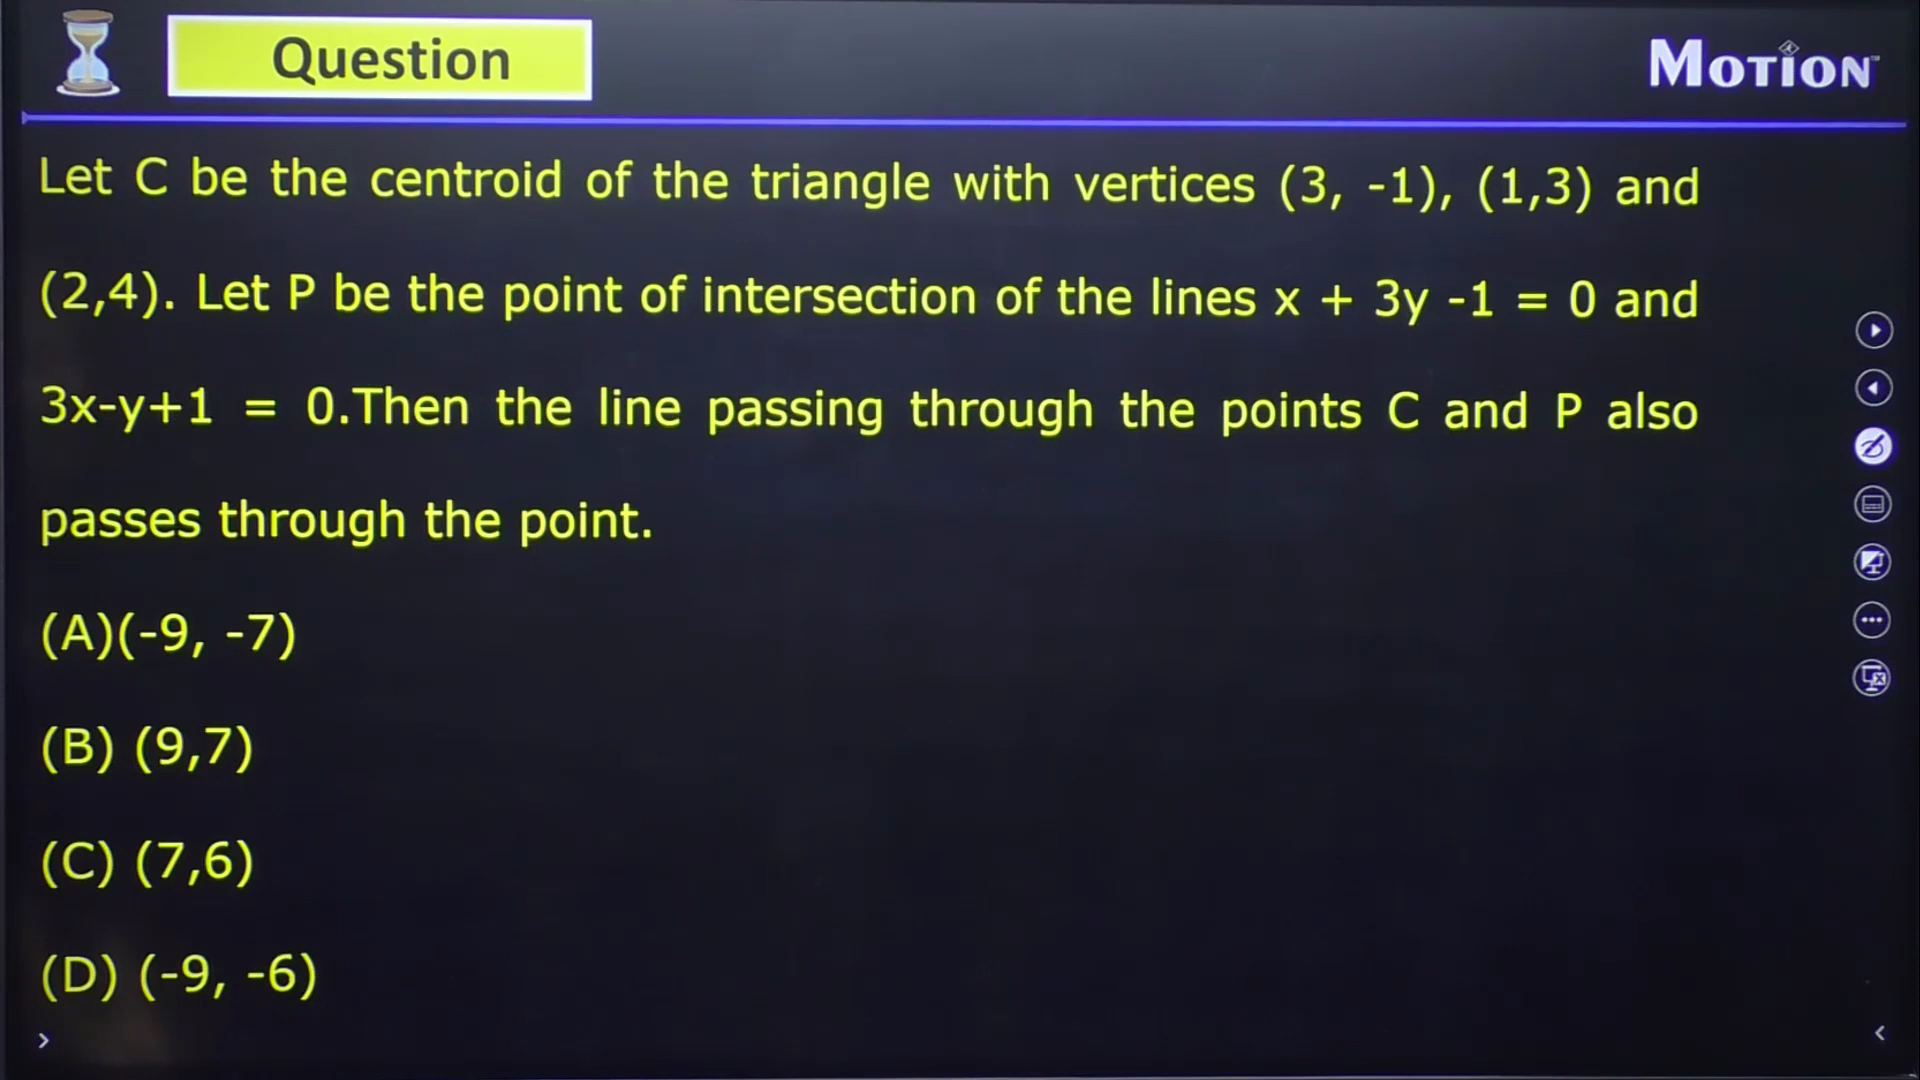 Question
MOTION™
Let C be the centroid of the triangle with vertices (3, -1), (1,3) and
(2,4). Let P be the point of intersection of the lines x + 3y -1 = 0 and
3x-y+1 = 0.Then the line passing through the points C and P also
passes through the point.
(A)(-9, -7)
(B) (9,7)
(C) (7,6)
(D) (-9, -6)